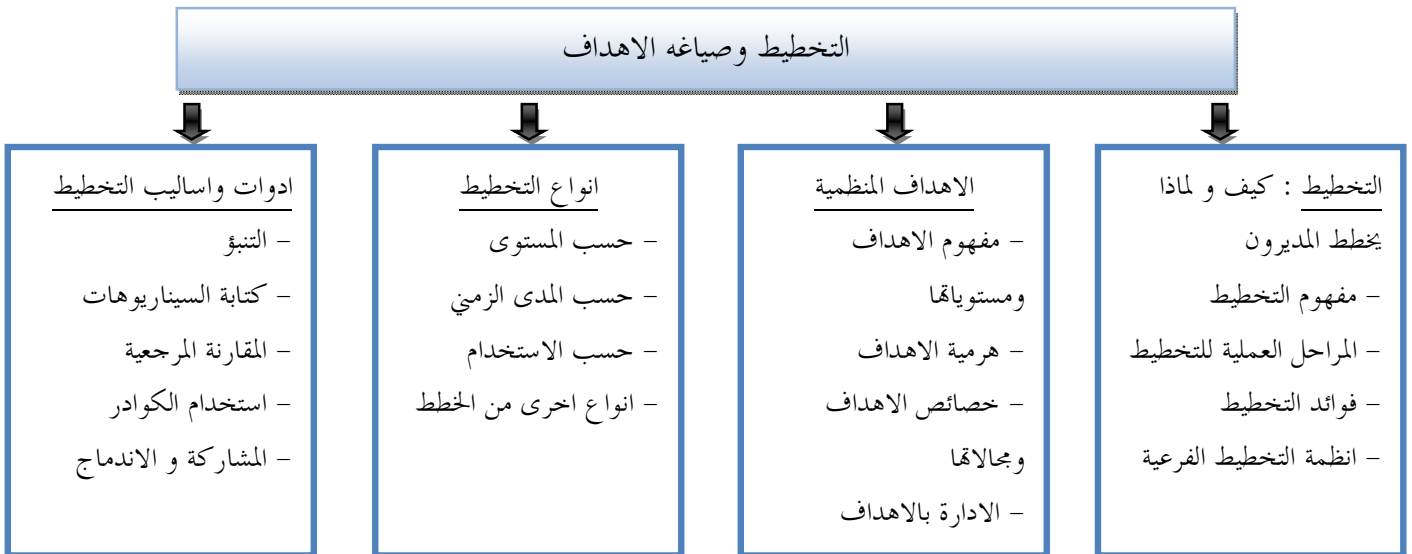 التخطيط وصياغه الاهداف
التخطيط : كيف و لماذا
يخطط المديرون
- مفهوم التخطيط
- المراحل العملية للتخطيط
- فوائد التخطيط
- انظمة التخطيط الفرعية
الاهداف المنظمية
- مفهوم الاهداف
ومستوياتها
- هرمية الاهداف
- خصائص الاهداف
ومجالاتها
- الادارة بالاهداف
انواع التخطيط
- حسب المستوى
- حسب المدى الزمني
- حسب الاستخدام
- انواع اخرى من الخطط
ادوات واساليب التخطيط
- التنبؤ
- كتابة السيناريوهات
- المقارنة المرجعية
- استخدام الكوادر
- المشاركة و الاندماج